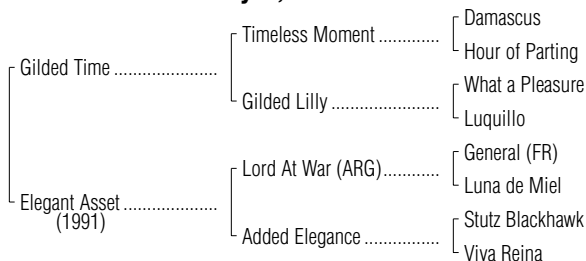 Damascus
Timeless Moment .............
Hour of Parting
Gilded Time ......................
What a Pleasure
Gilded Lilly .......................
Luquillo
General (FR)
Lord At War (ARG)............
Luna de Miel
Elegant Asset ....................
(1991)
Stutz Blackhawk
Added Elegance ................
Viva Reina